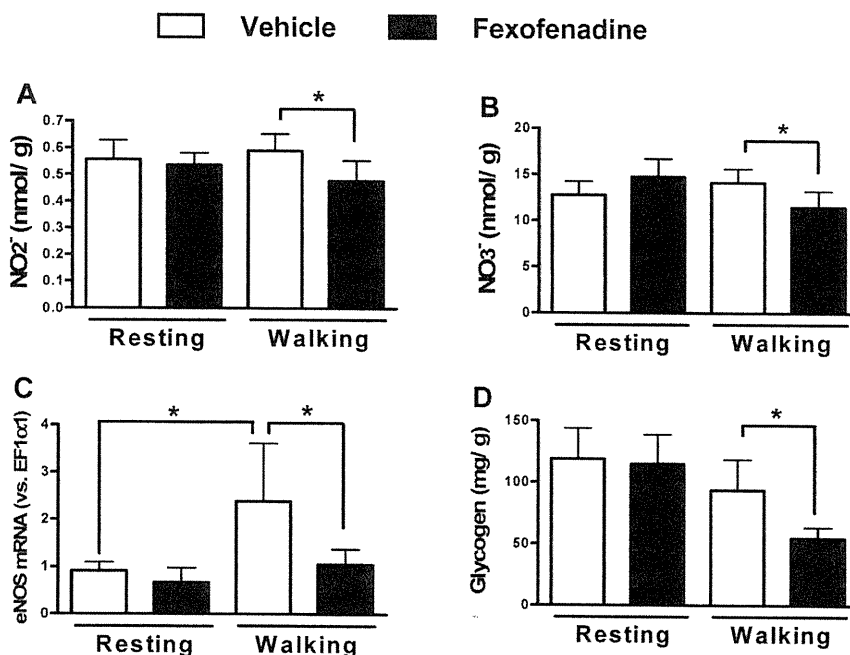 Vehicle Fexofenadine
A
*
NO2⁻ (nmol/ g)
0.7
0.6
0.5
0.4
0.3
0.2
0.1
0.0
Resting Walking
B
*
NO3⁻ (nmol/ g)
20
15
10
5
0
Resting Walking
C
* *
eNOS mRNA (vs. EF1α1)
4
3
2
1
0
Resting Walking
D
*
Glycogen (mg/ g)
150
100
50
0
Resting Walking